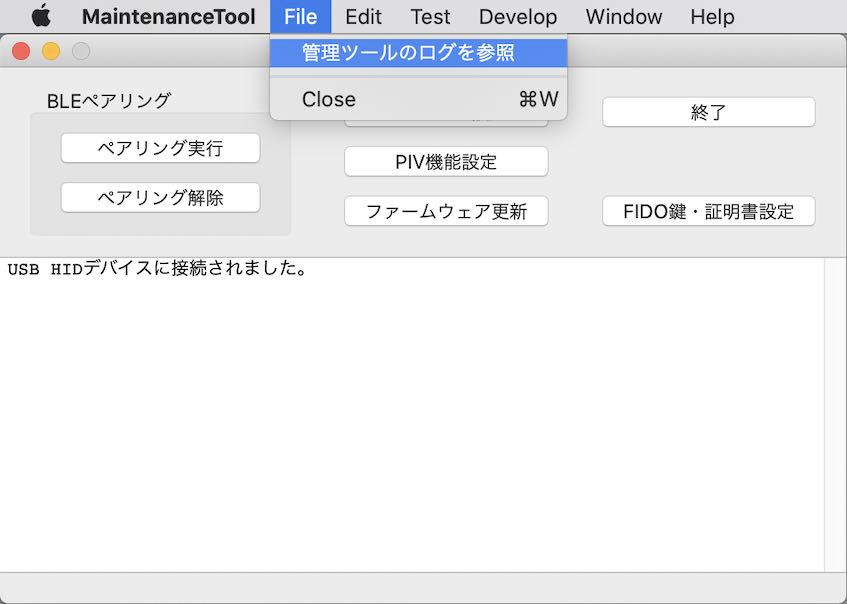 MaintenanceTool File Edit Test Develop Window Help
管理ツールのログを参照
Close ⌘W
BLEペアリング
ペアリング実行
ペアリング解除
PIV機能設定
ファームウェア更新
終了
FIDO鍵・証明書設定
USB HIDデバイスに接続されました。